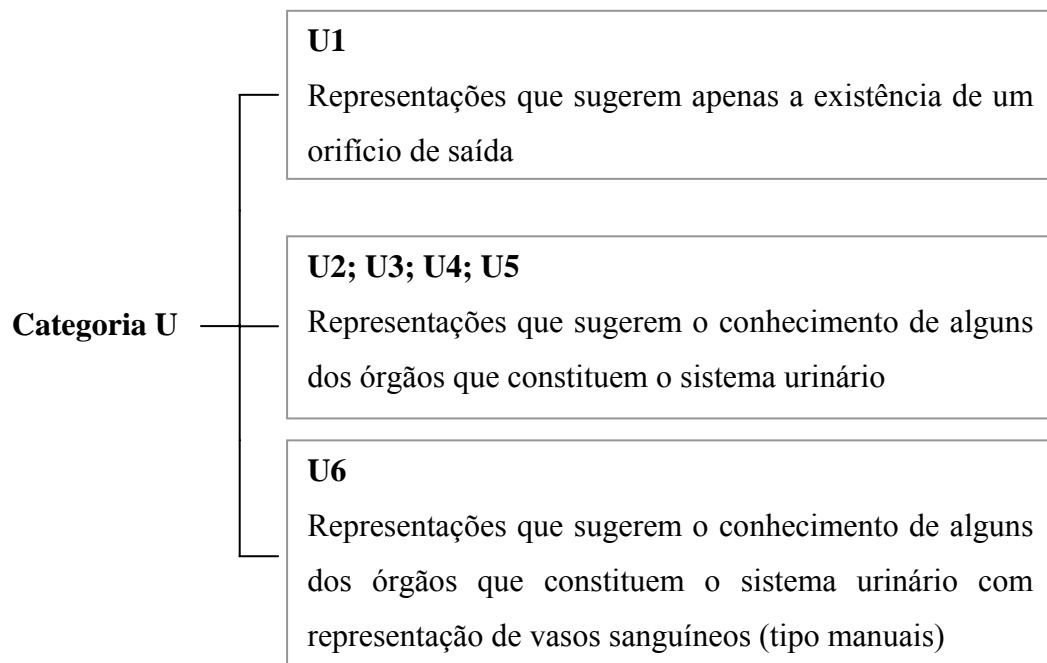 U1
Representações que sugerem apenas a existência de um
orifício de saída
Categoria U
U2; U3; U4; U5
Representações que sugerem o conhecimento de alguns
dos órgãos que constituem o sistema urinário
U6
Representações que sugerem o conhecimento de alguns
dos órgãos que constituem o sistema urinário com
representação de vasos sanguíneos (tipo manuais)